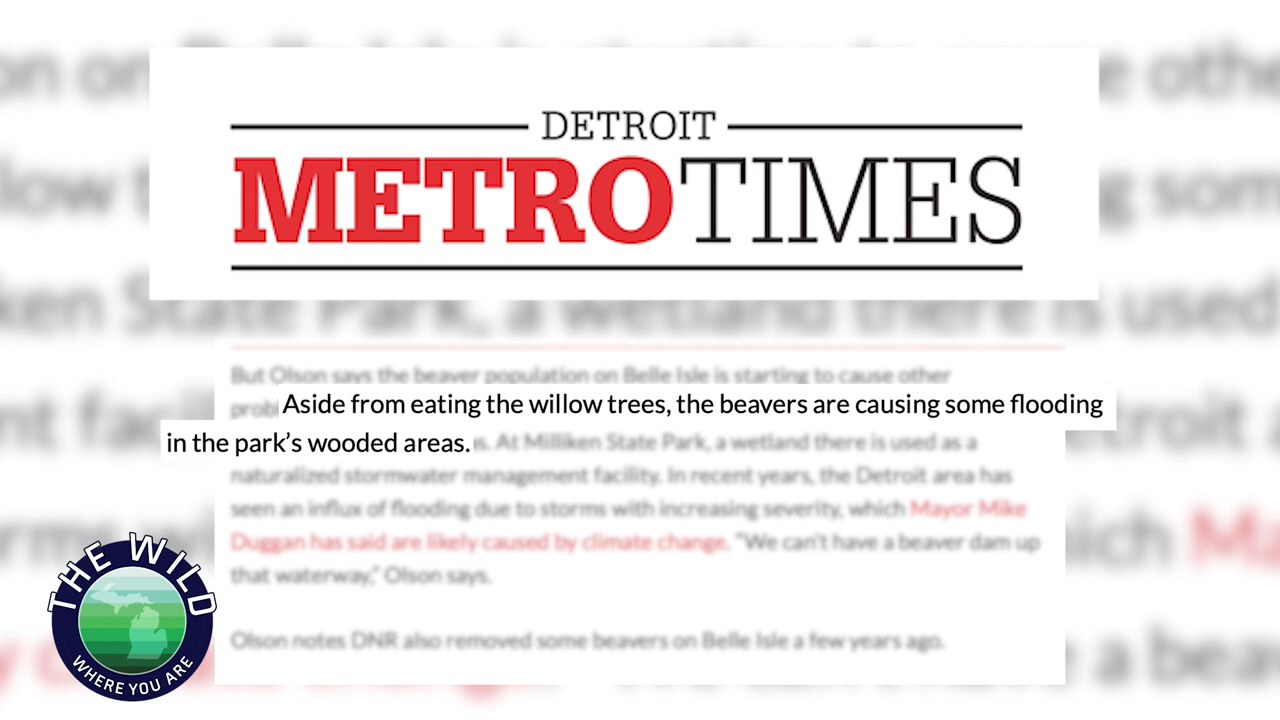 DETROIT
METROTIMES
But Olson says the beaver population on Belle Isle is starting to cause other
Aside from eating the willow trees, the beavers are causing some flooding
in the park’s wooded areas.
At Milliken State Park, a wetland there is used as a
naturalized stormwater management facility. In recent years, the Detroit area has
seen an influx of flooding due to storms with increasing severity, which Mayor Mike
Duggan has said are likely caused by climate change. “We can’t have a beaver dam up
that waterway,” Olson says.
Olson notes DNR also removed some beavers on Belle Isle a few years ago.
THE WILD
WHERE YOU ARE